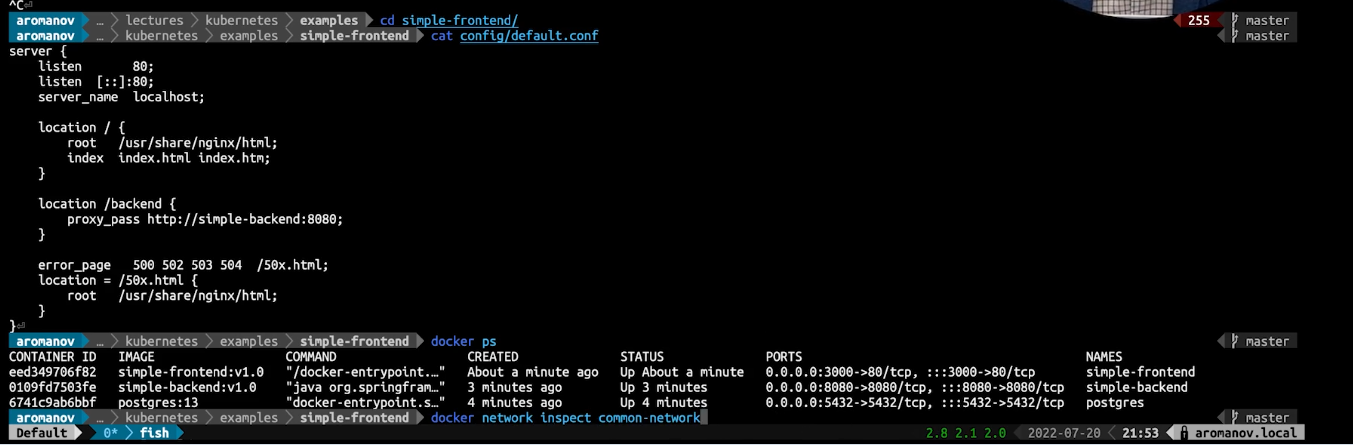 ^C⏎
aromanov … lectures kubernetes examples cd simple-frontend/ 255 master
aromanov … kubernetes examples simple-frontend cat config/default.conf master
server {
    listen       80;
    listen  [::]:80;
    server_name  localhost;

    location / {
        root   /usr/share/nginx/html;
        index  index.html index.htm;
    }

    location /backend {
        proxy_pass http://simple-backend:8080;
    }

    error_page   500 502 503 504  /50x.html;
    location = /50x.html {
        root   /usr/share/nginx/html;
    }
}⏎
aromanov … kubernetes examples simple-frontend docker ps master
CONTAINER ID   IMAGE                  COMMAND                  CREATED              STATUS              PORTS                                       NAMES
eed349706f82   simple-frontend:v1.0   "/docker-entrypoint.…"   About a minute ago   Up About a minute   0.0.0.0:3000->80/tcp, :::3000->80/tcp       simple-frontend
0109fd7503fe   simple-backend:v1.0    "java org.springfram…"   3 minutes ago        Up 3 minutes        0.0.0.0:8080->8080/tcp, :::8080->8080/tcp   simple-backend
6741c9ab6bbf   postgres:13            "docker-entrypoint.s…"   4 minutes ago        Up 4 minutes        0.0.0.0:5432->5432/tcp, :::5432->5432/tcp   postgres
aromanov … kubernetes examples simple-frontend docker network inspect common-network master
Default 0* fish 2.8 2.1 2.0 2022-07-20 21:53 aromanov.local